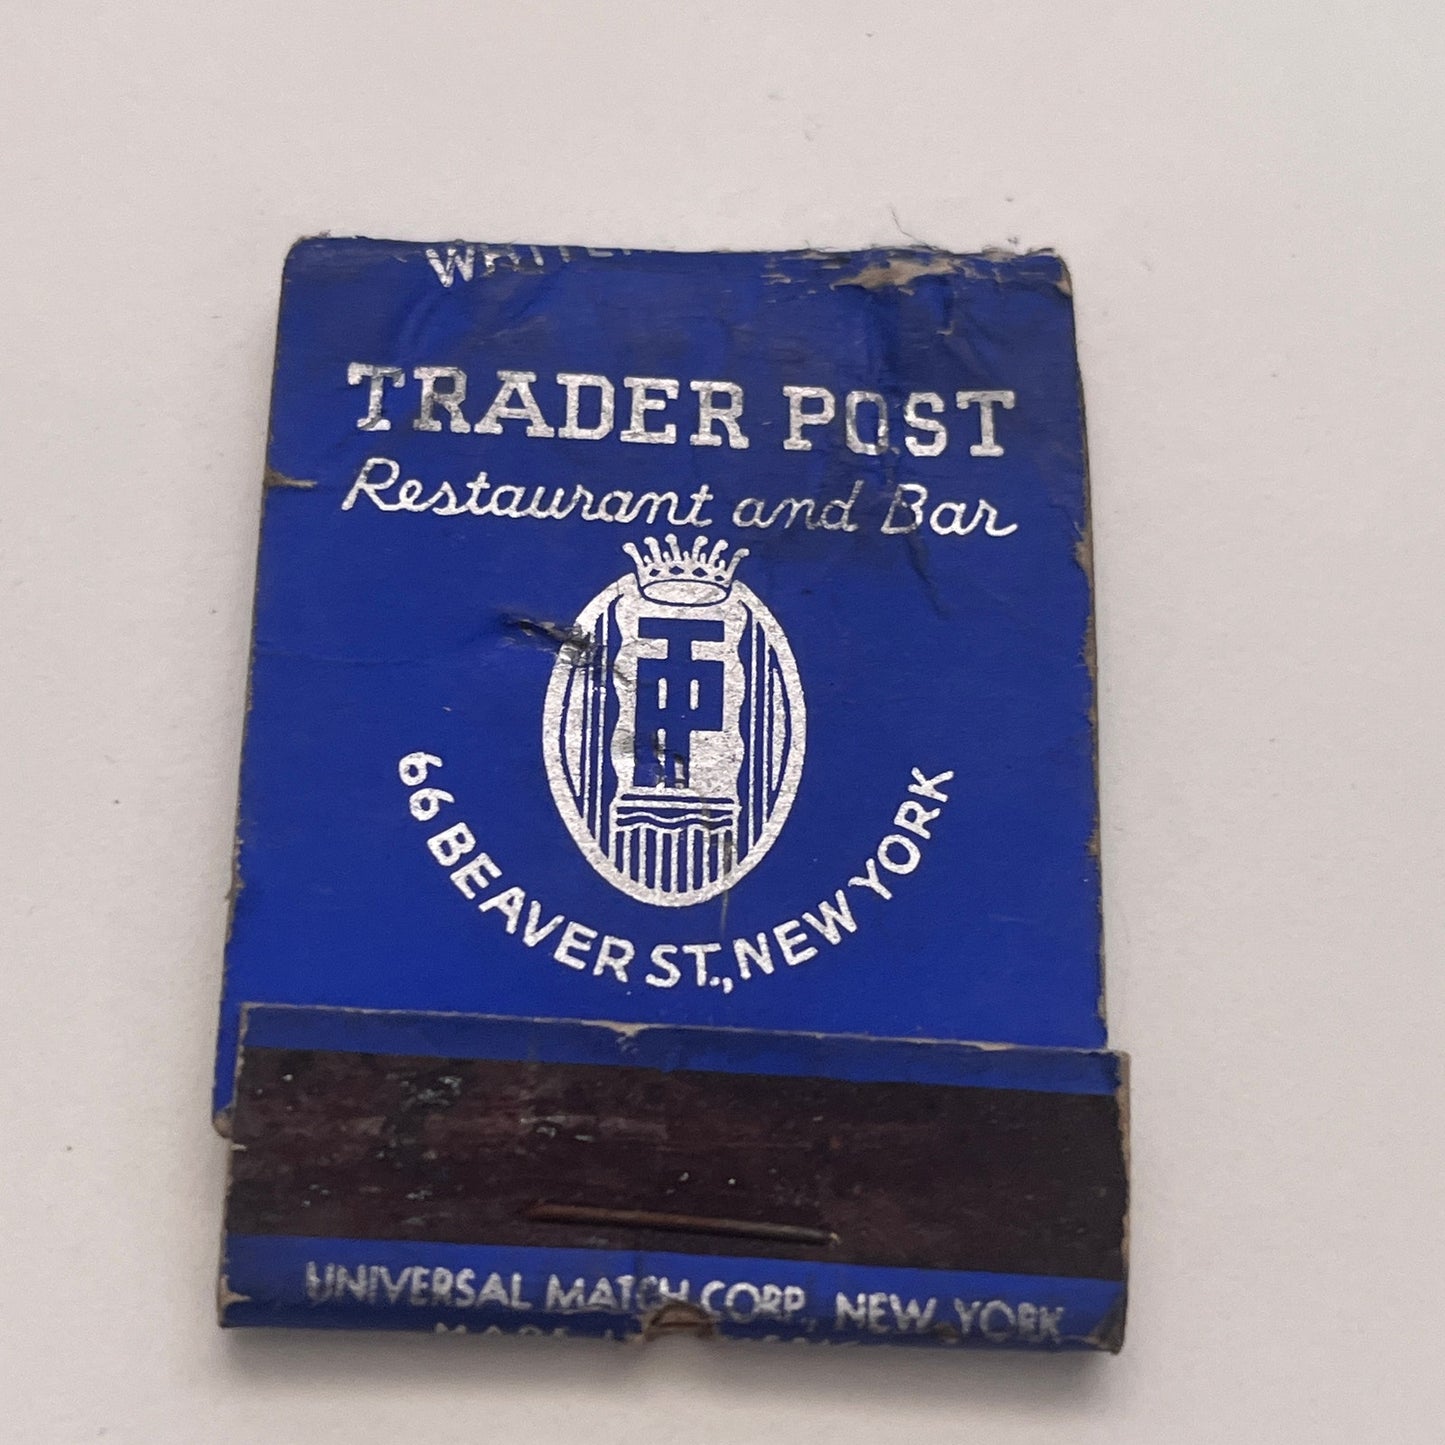 TRADER POST
Restaurant and Bar
66 BEAVER ST., NEW YORK
UNIVERSAL MATCH CORP., NEW YORK